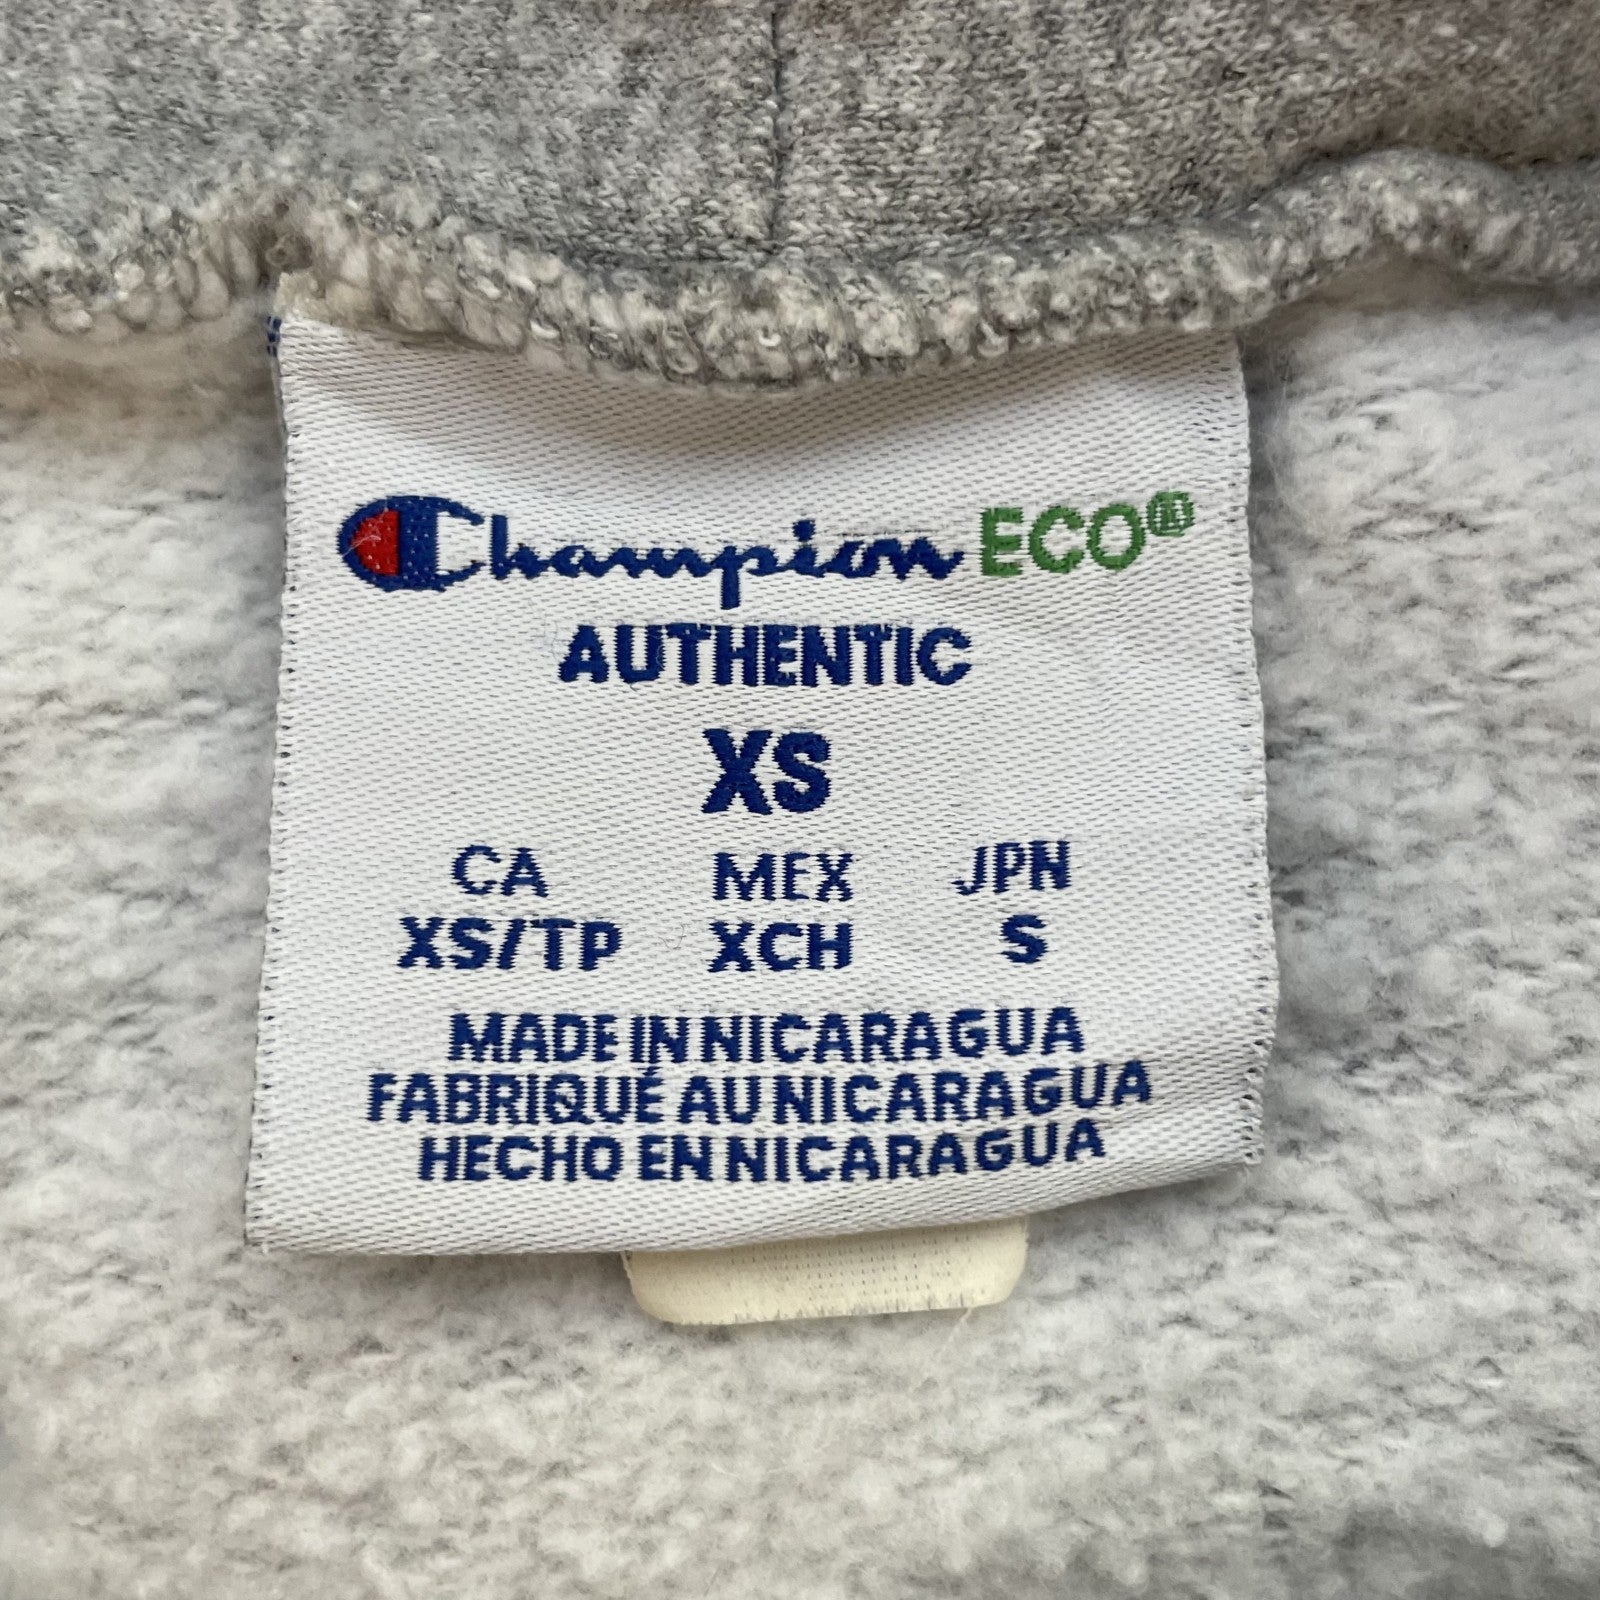 Champion ECO®
AUTHENTIC
XS
CA MEX JPN
XS/TP XCH S
MADE IN NICARAGUA
FABRIQUÉ AU NICARAGUA
HECHO EN NICARAGUA